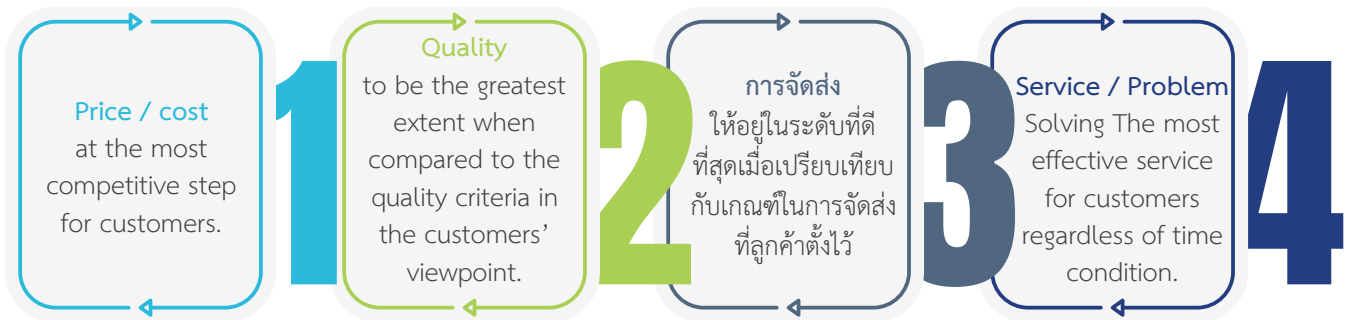 Price / cost
at the most
competitive step
for customers.
1
Quality
to be the greatest
extent when
compared to the
quality criteria in
the customers’
viewpoint.
2
การจัดส่ง
ให้อยู่ในระดับที่ดี
ที่สุดเมื่อเปรียบเทียบ
กับเกณฑ์ในการจัดส่ง
ที่ลูกค้าตั้งไว้
3
Service / Problem
Solving The most
effective service
for customers
regardless of time
condition.
4